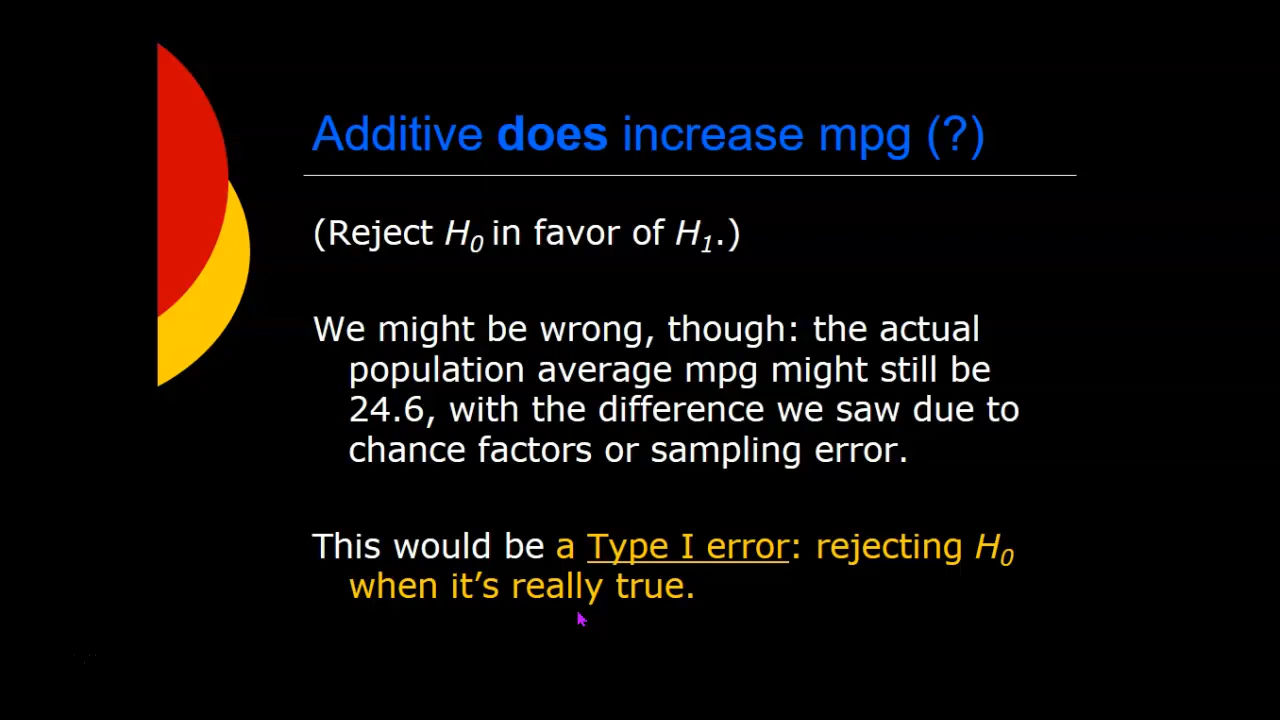 Additive does increase mpg (?)
(Reject H0 in favor of H1.)
We might be wrong, though: the actual
population average mpg might still be
24.6, with the difference we saw due to
chance factors or sampling error.
This would be a Type I error: rejecting H0
when it’s really true.